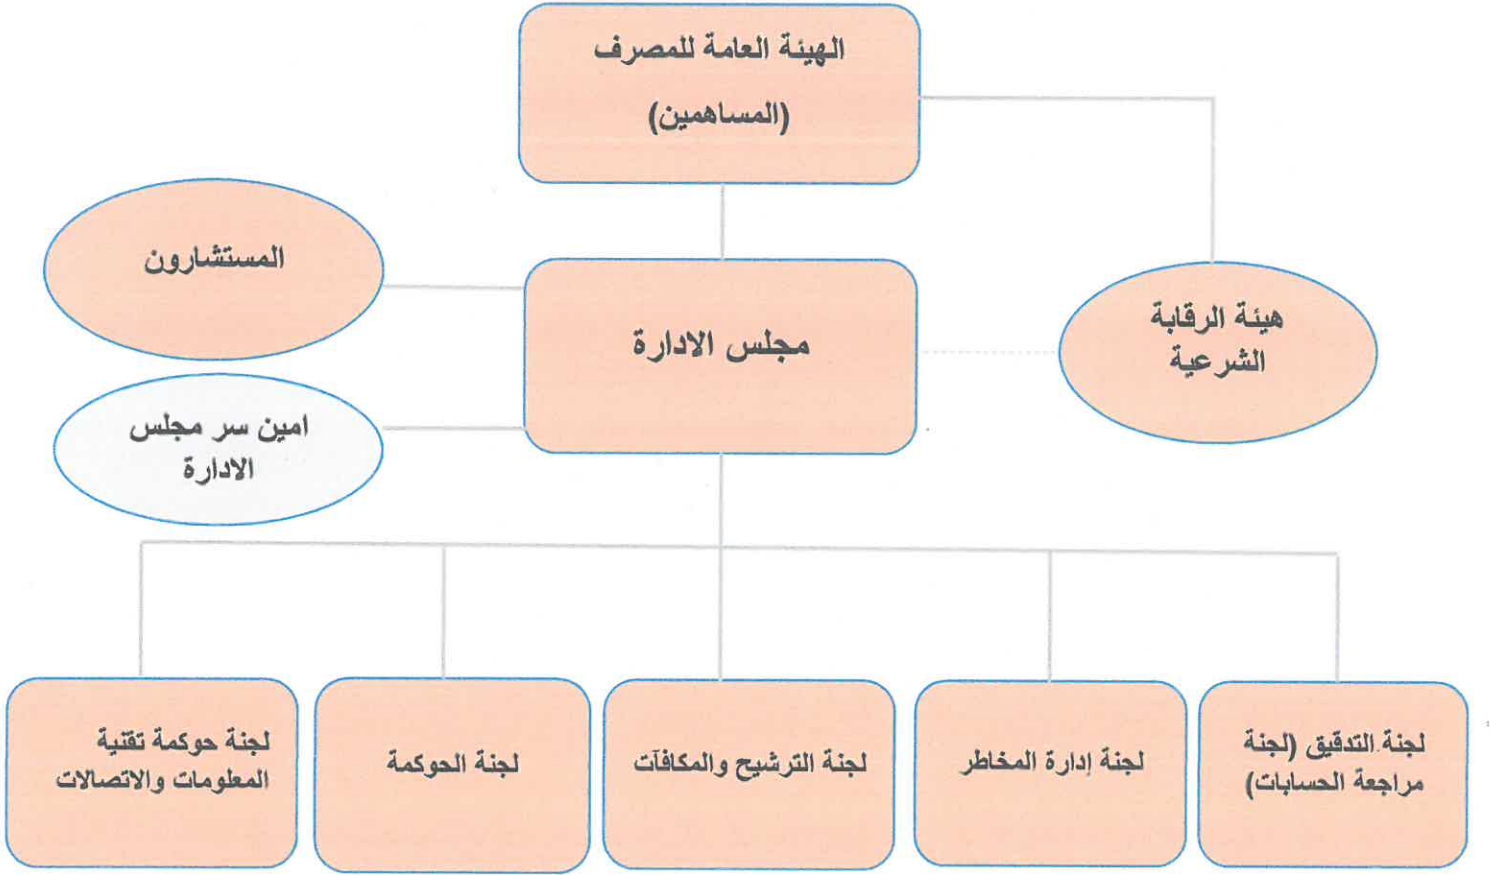 الهيئة العامة للمصرف
(المساهمين)
المستشارون
مجلس الادارة
هيئة الرقابة
الشرعية
امين سر مجلس
الادارة
لجنة التدقيق (لجنة
مراجعة الحسابات)
لجنة إدارة المخاطر
لجنة الترشيح والمكافآت
لجنة الحوكمة
لجنة حوكمة تقنية
المعلومات والاتصالات